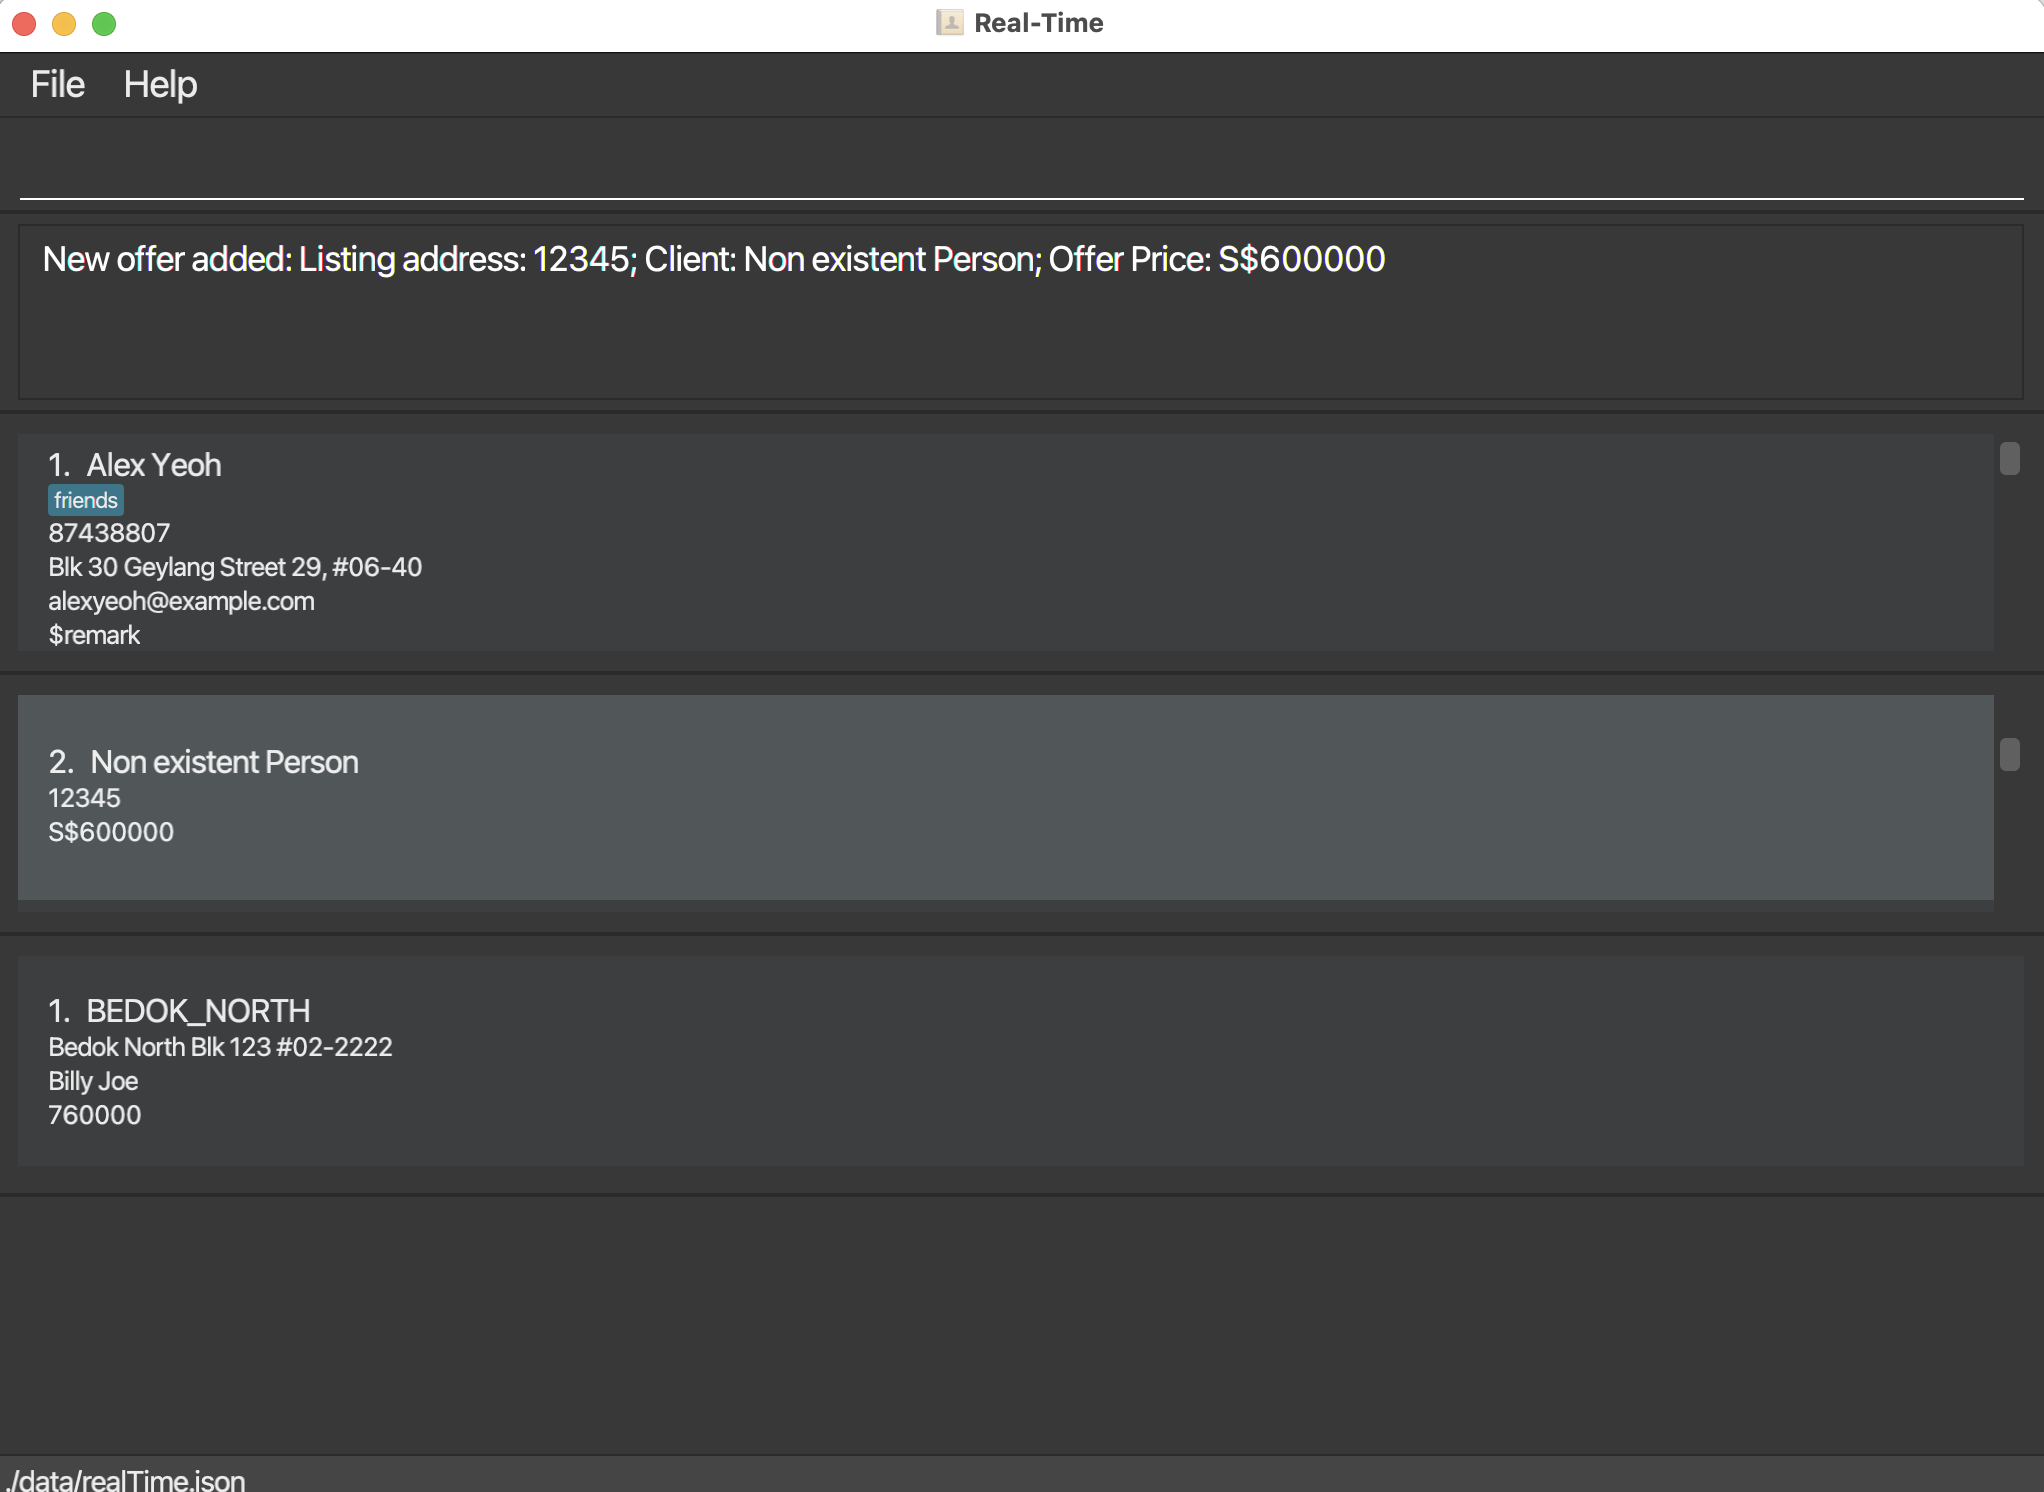 Real-Time
File Help
New offer added: Listing address: 12345; Client: Non existent Person; Offer Price: S$600000
1. Alex Yeoh
friends
87438807
Blk 30 Geylang Street 29, #06-40
alexyeoh@example.com
$remark
2. Non existent Person
12345
S$600000
1. BEDOK_NORTH
Bedok North Blk 123 #02-2222
Billy Joe
760000
./data/realTime.json